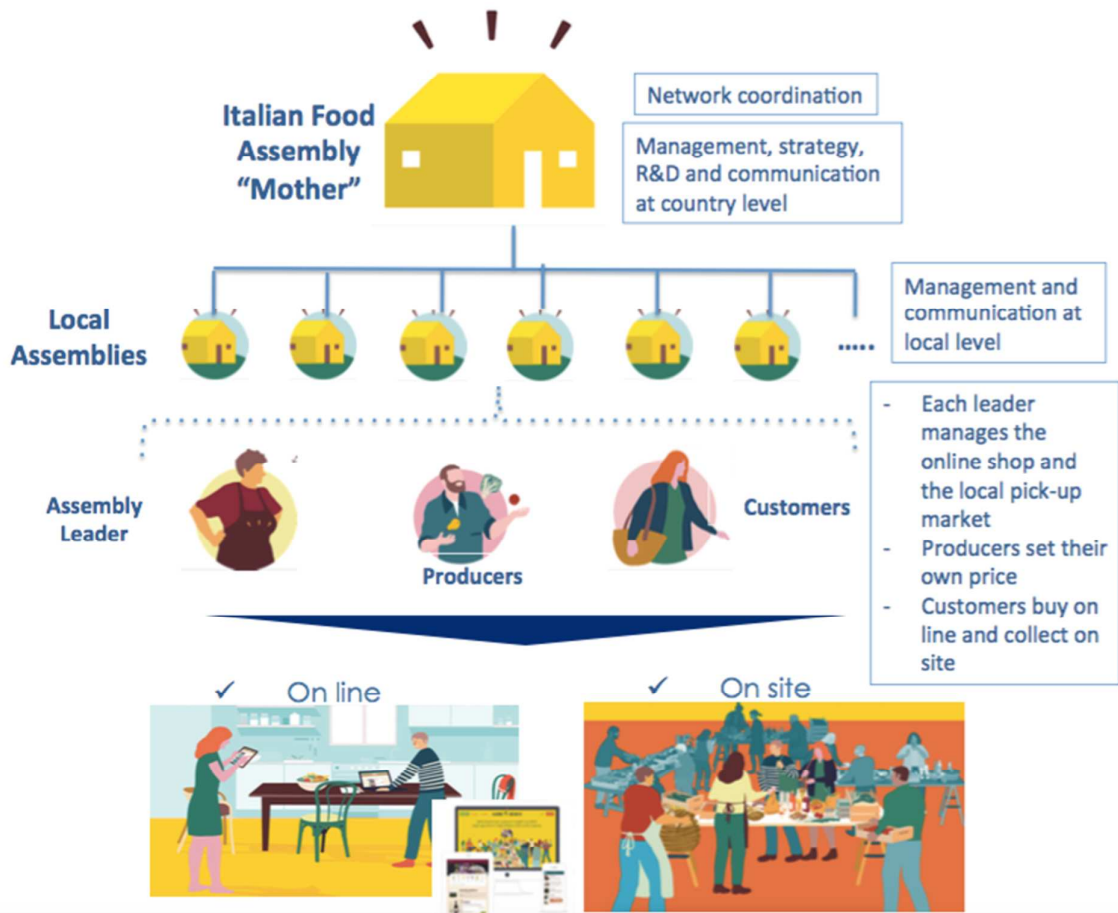 Italian Food
Assembly
“Mother”
Network coordination
Management, strategy,
R&D and communication
at country level
Local
Assemblies
.....
Management and
communication at
local level
Assembly
Leader
Producers
Customers
- Each leader
manages the
online shop and
the local pick-up
market
- Producers set their
own price
- Customers buy on
line and collect on
site
✓ On line
✓ On site